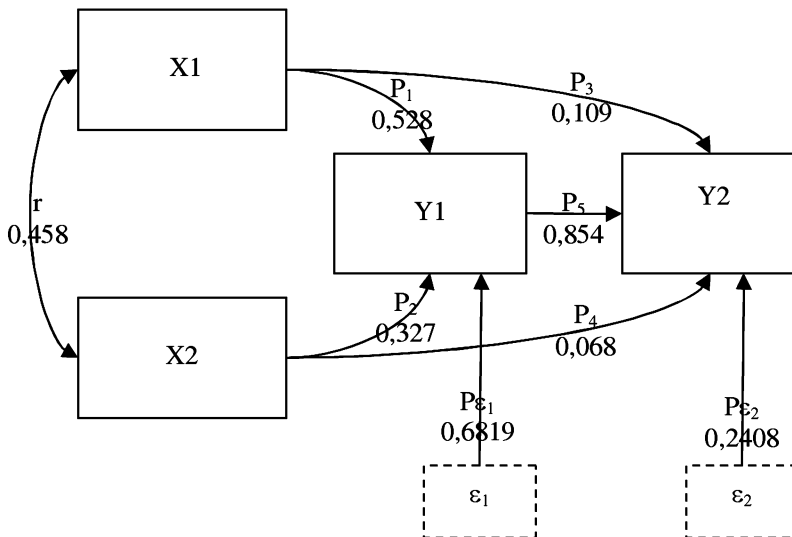 X1
P₁
0,528
P₃
0,109
r
0,458
Y1
P₅
0,854
Y2
X2
P₂
0,327
P₄
0,068
Pε₁
0,6819
Pε₂
0,2408
ε₁
ε₂